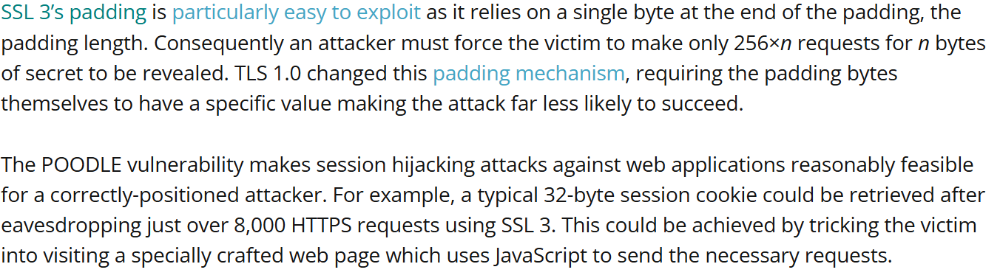 SSL 3’s padding is particularly easy to exploit as it relies on a single byte at the end of the padding, the
padding length. Consequently an attacker must force the victim to make only 256×n requests for n bytes
of secret to be revealed. TLS 1.0 changed this padding mechanism, requiring the padding bytes
themselves to have a specific value making the attack far less likely to succeed.
The POODLE vulnerability makes session hijacking attacks against web applications reasonably feasible
for a correctly-positioned attacker. For example, a typical 32-byte session cookie could be retrieved after
eavesdropping just over 8,000 HTTPS requests using SSL 3. This could be achieved by tricking the victim
into visiting a specially crafted web page which uses JavaScript to send the necessary requests.